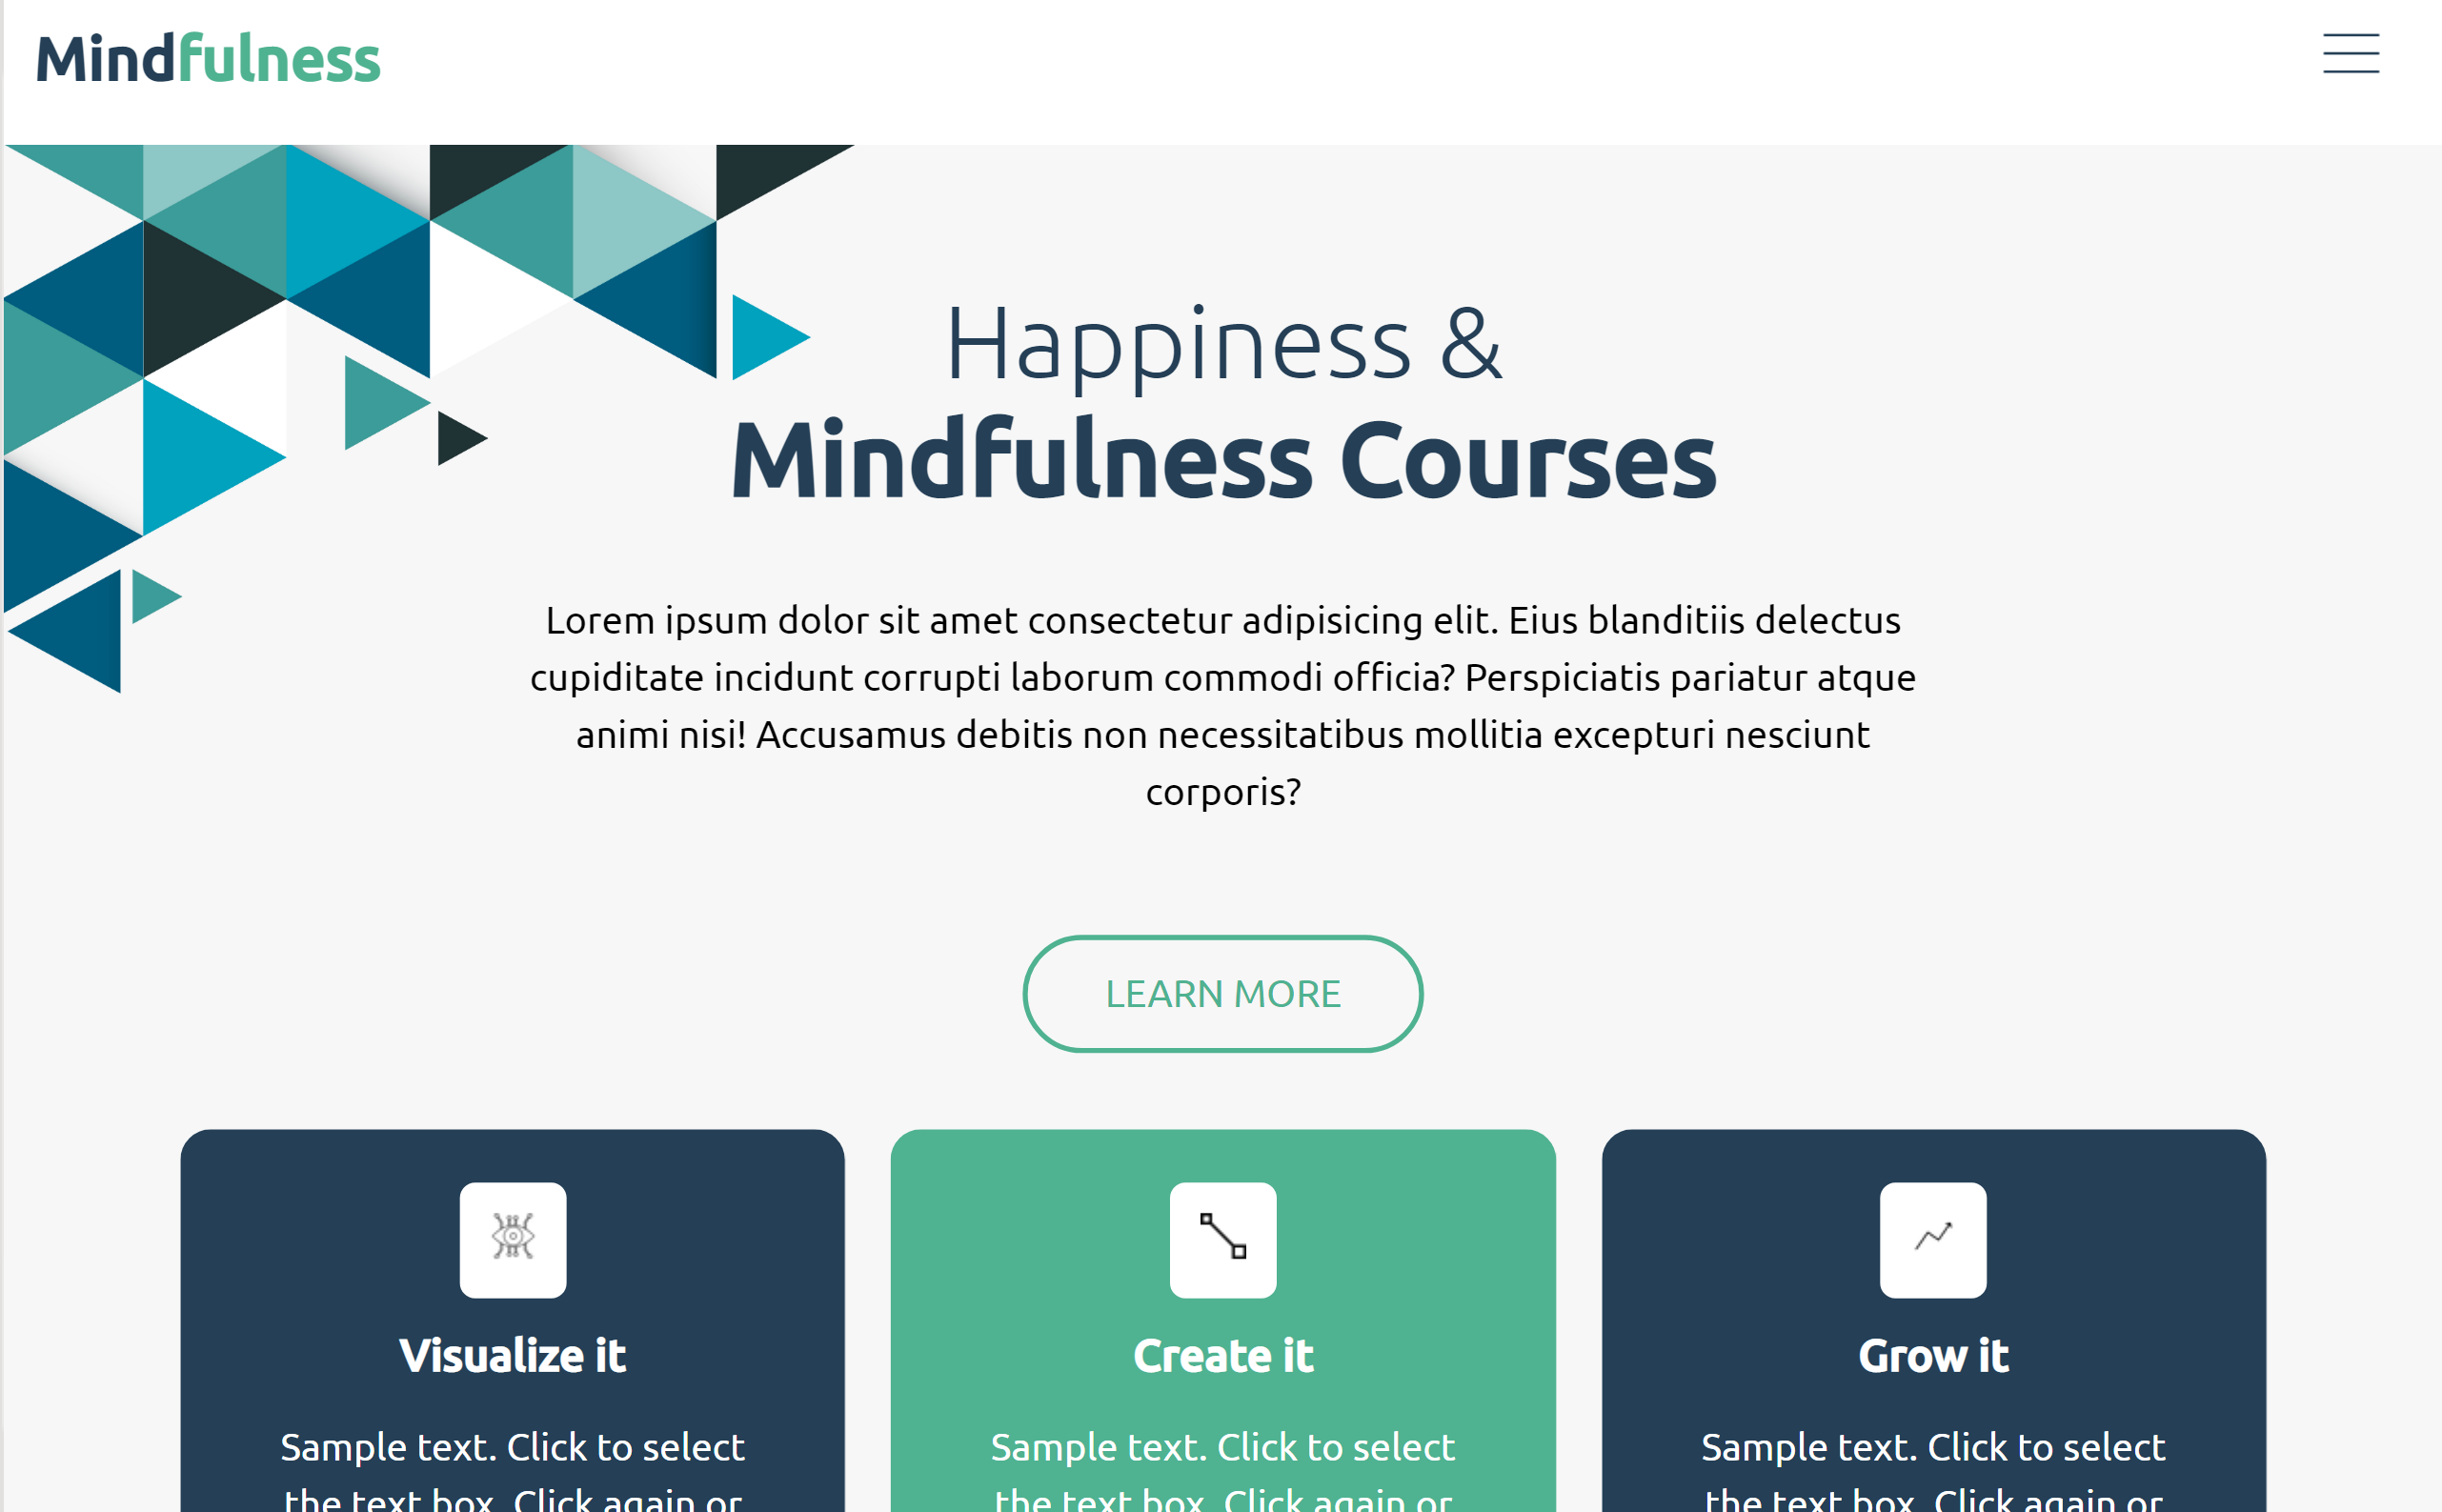 Mindfulness
Happiness &
Mindfulness Courses
Lorem ipsum dolor sit amet consectetur adipisicing elit. Eius blanditiis delectus
cupiditate incidunt corrupti laborum commodi officia? Perspiciatis pariatur atque
animi nisi! Accusamus debitis non necessitatibus mollitia excepturi nesciunt
corporis?
LEARN MORE
Visualize it
Sample text. Click to select
the text box. Click again or
Create it
Sample text. Click to select
the text box. Click again or
Grow it
Sample text. Click to select
the text box. Click again or